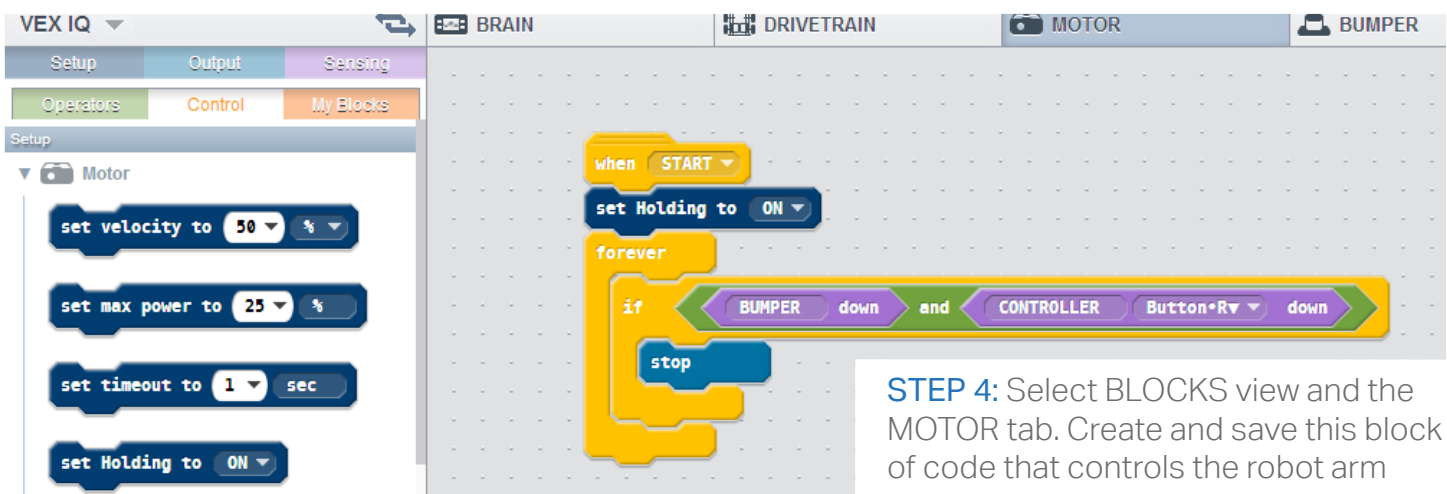 VEX IQ
BRAIN
DRIVETRAIN
MOTOR
BUMPER
Setup Output Sensing
Operators Control My Blocks
Setup
Motor
set velocity to 50 %
set max power to 25 %
set timeout to 1 sec
set Holding to ON
when START
set Holding to ON
forever
if BUMPER down and CONTROLLER Button•R▼ down
stop
STEP 4: Select BLOCKS view and the
MOTOR tab. Create and save this block
of code that controls the robot arm